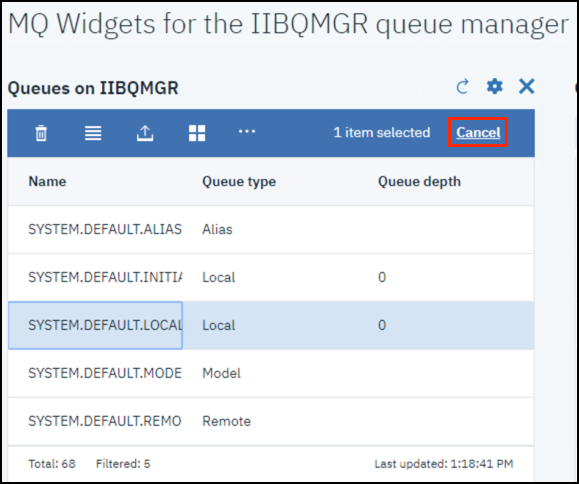 MQ Widgets for the IIBQMGR queue manager
Queues on IIBQMGR
1 item selected Cancel
Name Queue type Queue depth
SYSTEM.DEFAULT.ALIAS Alias
SYSTEM.DEFAULT.INITIA Local 0
SYSTEM.DEFAULT.LOCAL Local 0
SYSTEM.DEFAULT.MODE Model
SYSTEM.DEFAULT.REMO Remote
Total: 68 Filtered: 5 Last updated: 1:18:41 PM